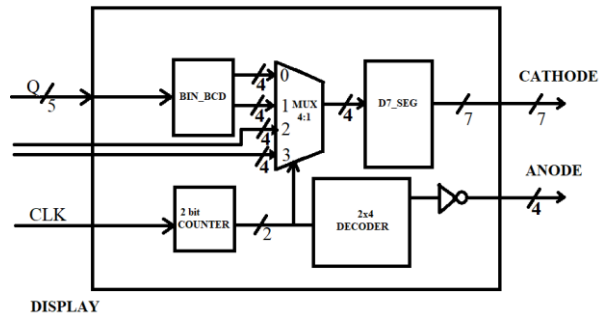 Q
5
BIN_BCD
4
4
4
4
0
1
2
3
MUX
4:1
4
D7_SEG
7
7
CATHODE
ANODE
4
CLK
2 bit
COUNTER
2
2x4
DECODER
DISPLAY